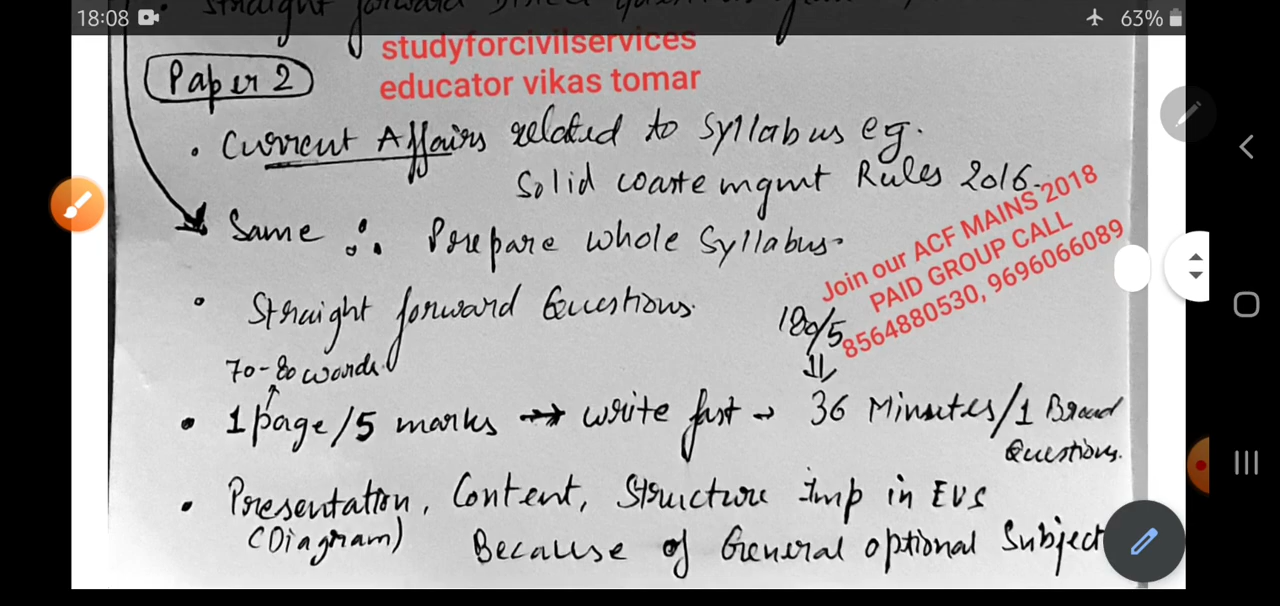 18:08
63%
straight forward
studyforcivilservices
educator vikas tomar
Paper 2
• Current Affairs related to Syllabus eg.
Solid waste mgmt Rules 2016.
Same ∴ Prepare whole Syllabus.
Join our ACF MAINS 2018
PAID GROUP CALL
8564880530, 9696066089
• Straight forward Questions.
180/5
⇓
70-80 words.
• 1 page/5 marks → write fast → 36 Minutes/1 Broad
Questions.
• Presentation, Content, Structure Imp in EVS
(Diagram) Because of General optional Subject